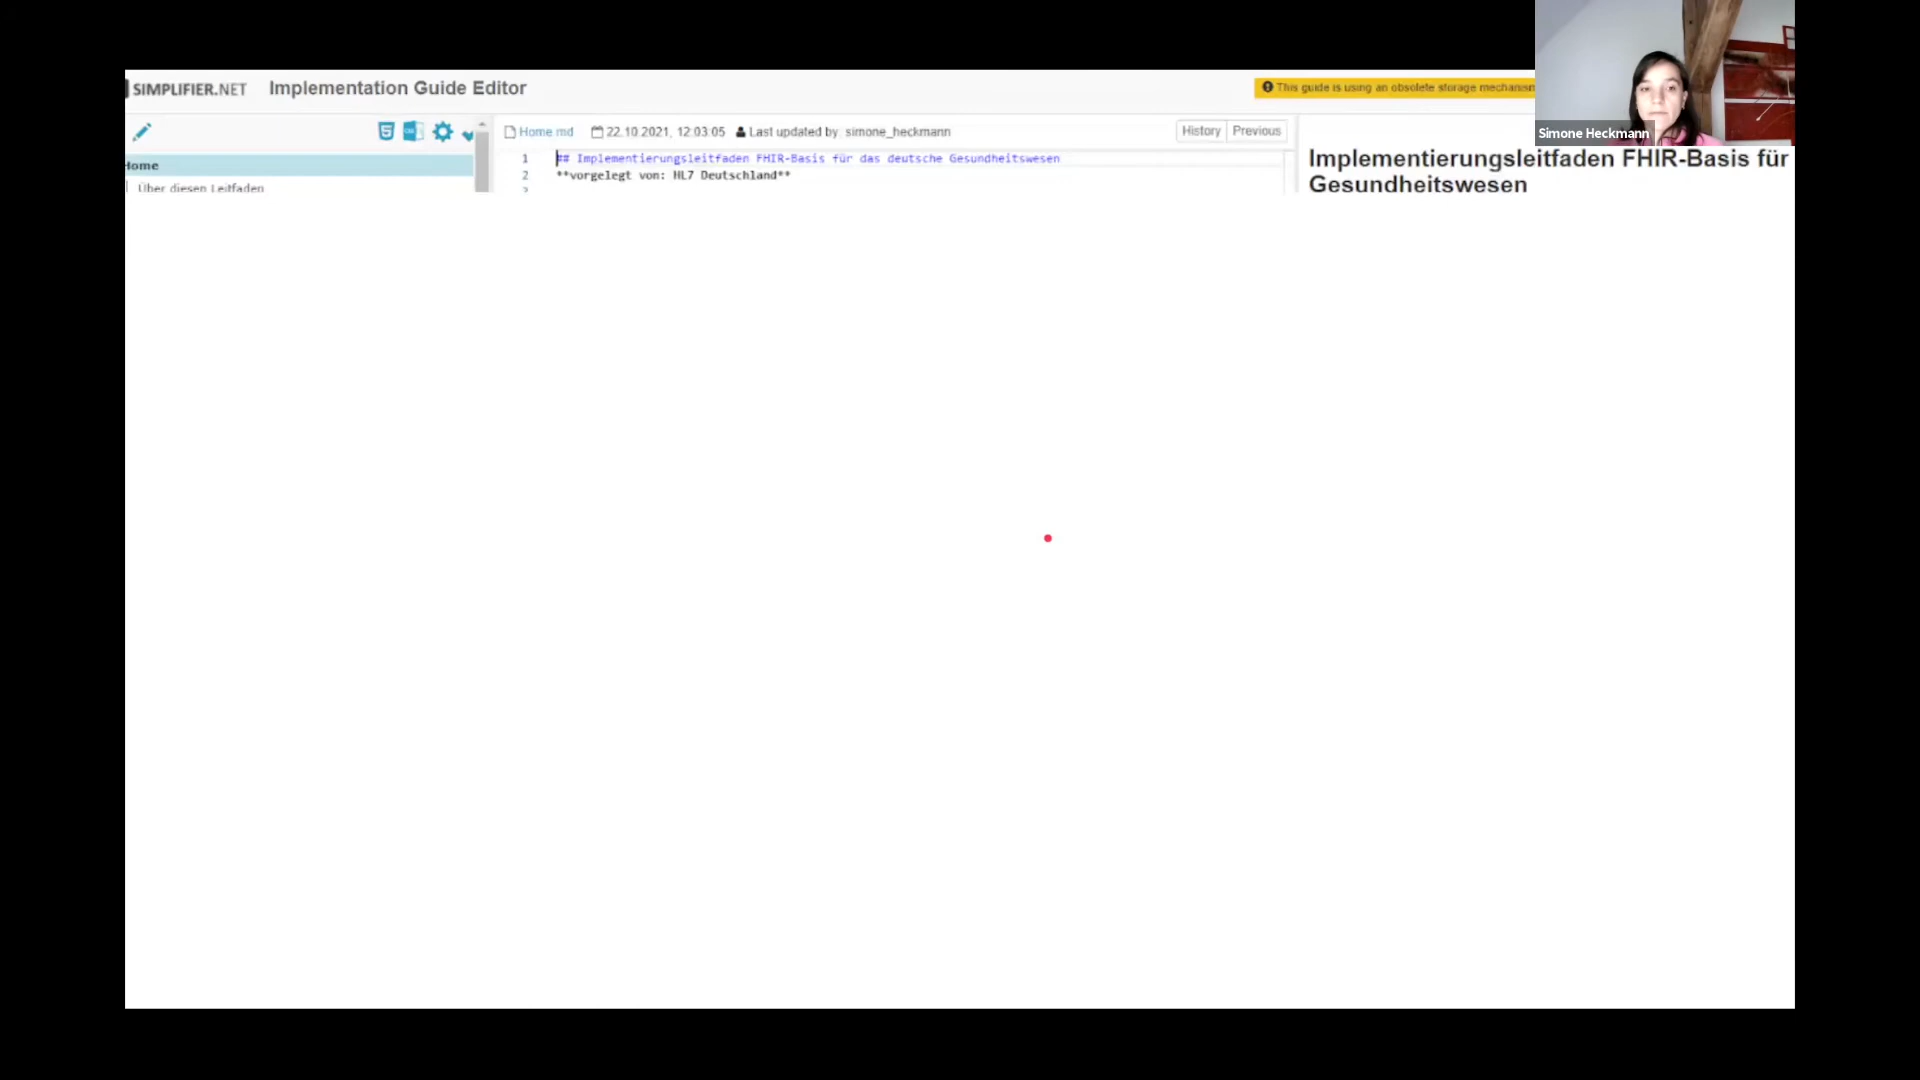 SIMPLIFIER.NET Implementation Guide Editor
This guide is using an obsolete storage mechanism
Simone Heckmann
Home.md 22.10.2021, 12:03:05 Last updated by: simone_heckmann History Previous
Home
Über diesen Leitfaden
1 ## Implementierungsleitfaden FHIR-Basis für das deutsche Gesundheitswesen
2 **vorgelegt von: HL7 Deutschland**
Implementierungsleitfaden FHIR-Basis für
Gesundheitswesen